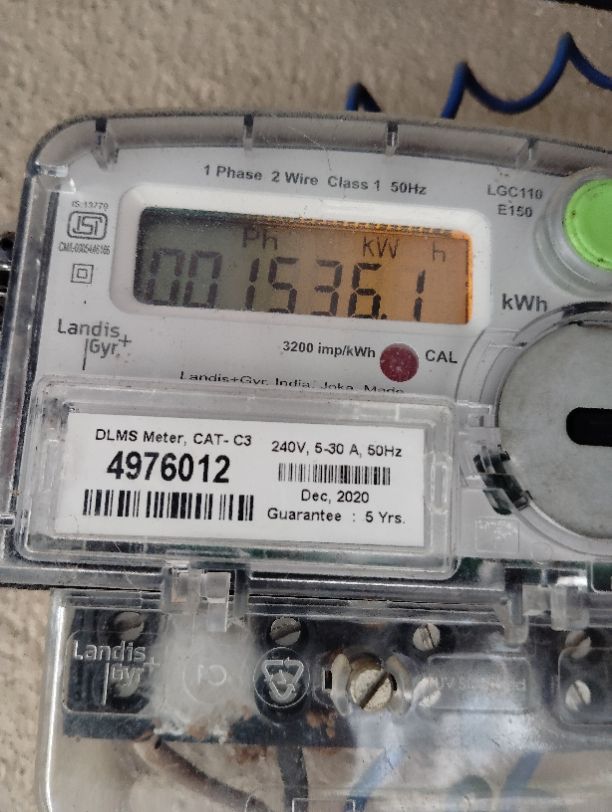 1 Phase 2 Wire Class 1 50Hz
LGC110
E150
IS:13779
Ph kW h
001536.1
kWh
Landis+
Gyr
3200 imp/kWh
CAL
Landis+Gyr, India, Joka, Made
DLMS Meter, CAT- C3
4976012
240V, 5-30 A, 50Hz
Dec, 2020
Guarantee : 5 Yrs.
Landis+
Gyr
C1